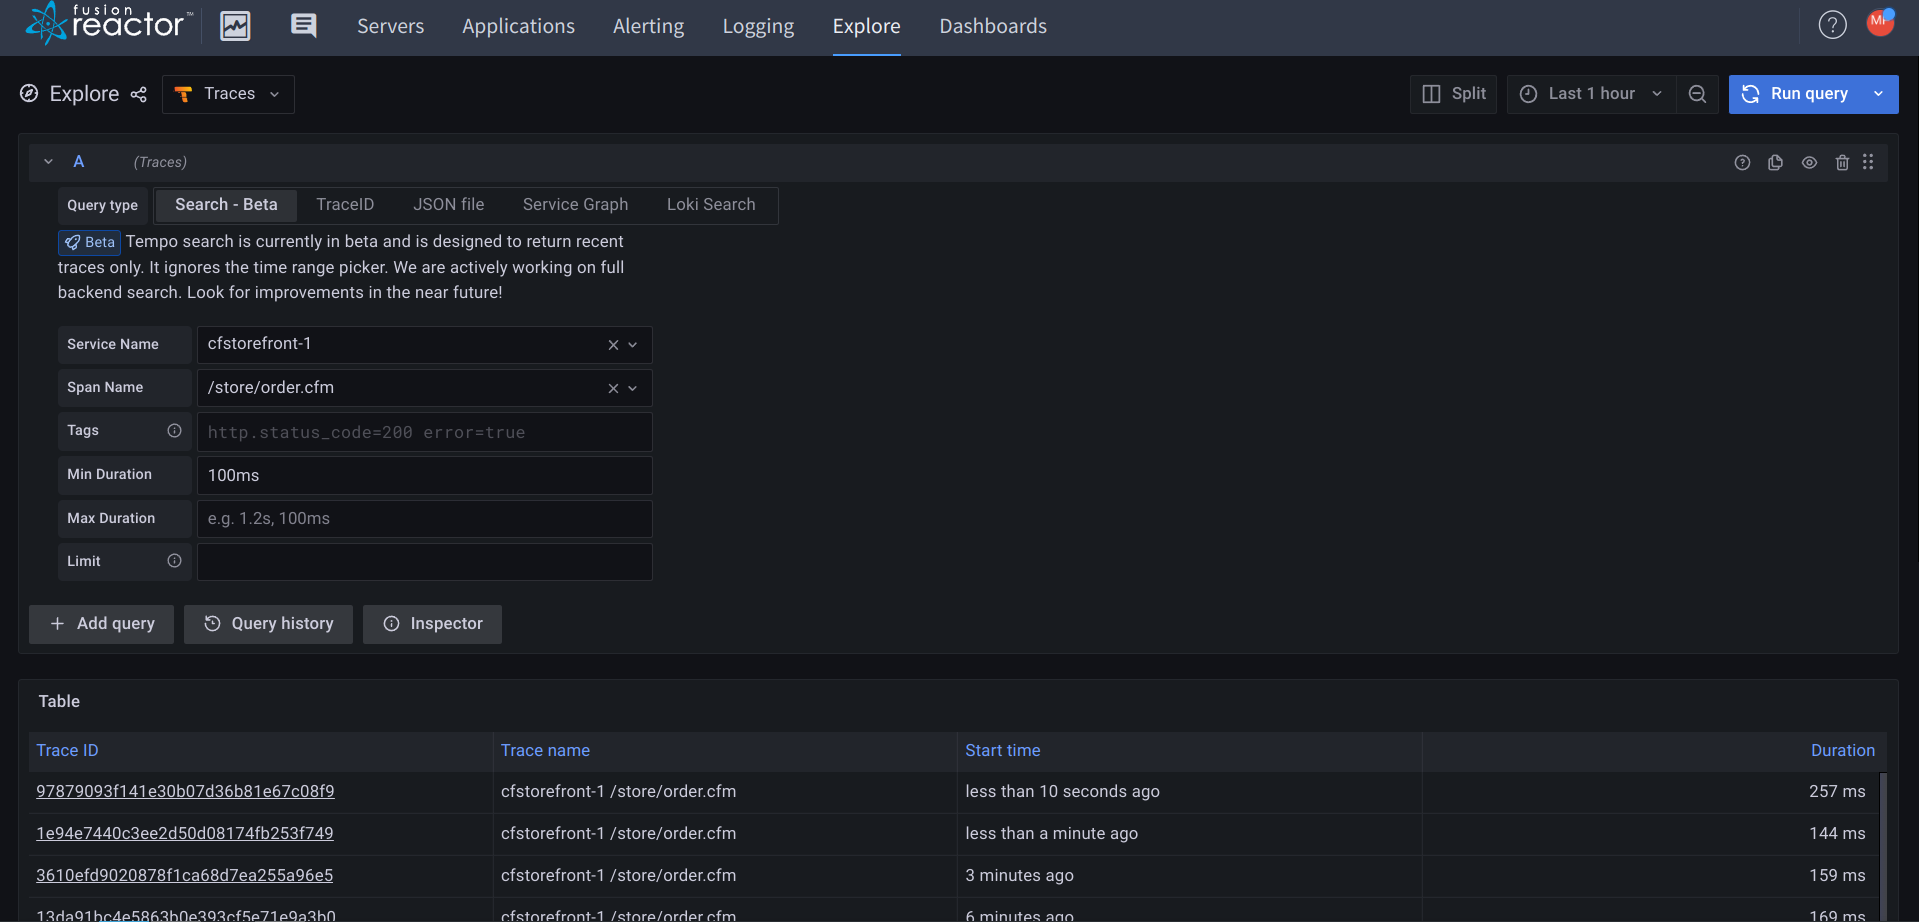 fusion
reactor™
Servers Applications Alerting Logging Explore Dashboards
?
MI
Explore Traces Split Last 1 hour Run query
A (Traces)
Query type Search - Beta TraceID JSON file Service Graph Loki Search
Beta Tempo search is currently in beta and is designed to return recent
traces only. It ignores the time range picker. We are actively working on full
backend search. Look for improvements in the near future!
Service Name cfstorefront-1
Span Name /store/order.cfm
Tags http.status_code=200 error=true
Min Duration 100ms
Max Duration e.g. 1.2s, 100ms
Limit
Add query Query history Inspector
Table
Trace ID Trace name Start time Duration
97879093f141e30b07d36b81e67c08f9 cfstorefront-1 /store/order.cfm less than 10 seconds ago 257 ms
1e94e7440c3ee2d50d08174fb253f749 cfstorefront-1 /store/order.cfm less than a minute ago 144 ms
3610efd9020878f1ca68d7ea255a96e5 cfstorefront-1 /store/order.cfm 3 minutes ago 159 ms
13da91bc4e5863b0e393cf5e71e9a3b0 cfstorefront-1 /store/order.cfm 6 minutes ago 169 ms